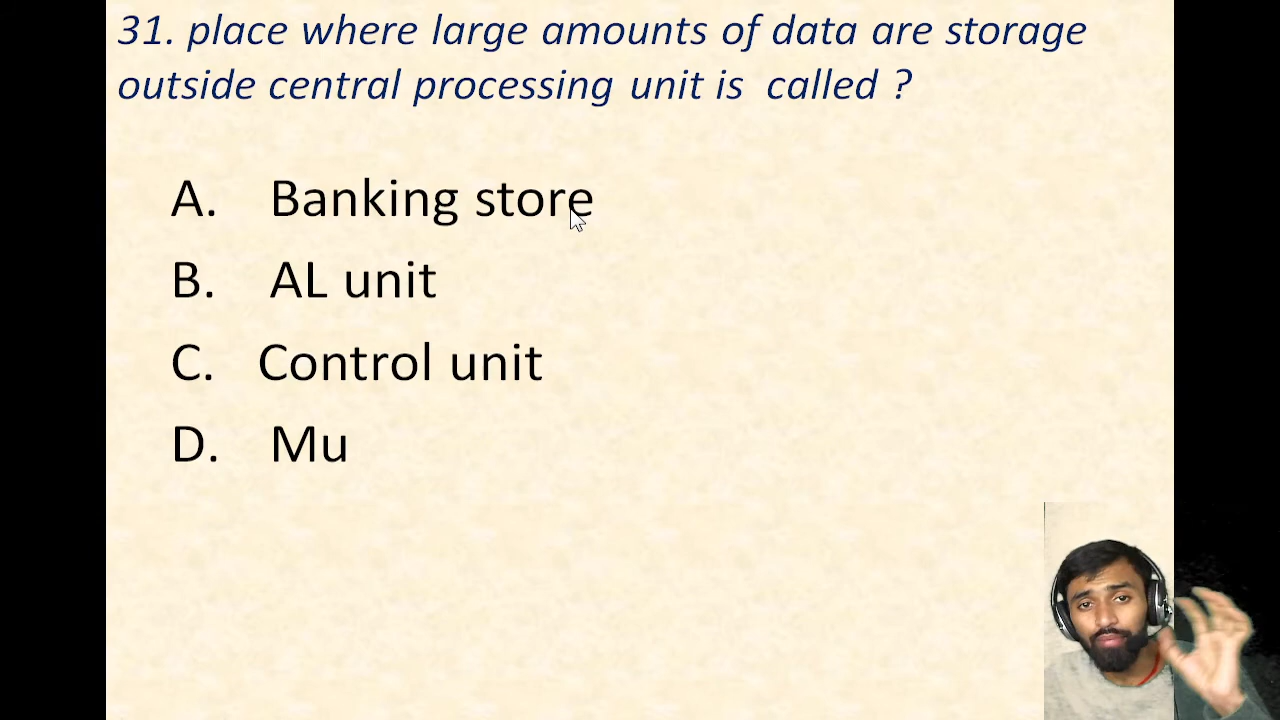 31. place where large amounts of data are storage
outside central processing unit is called ?
A. Banking store
B. AL unit
C. Control unit
D. Mu